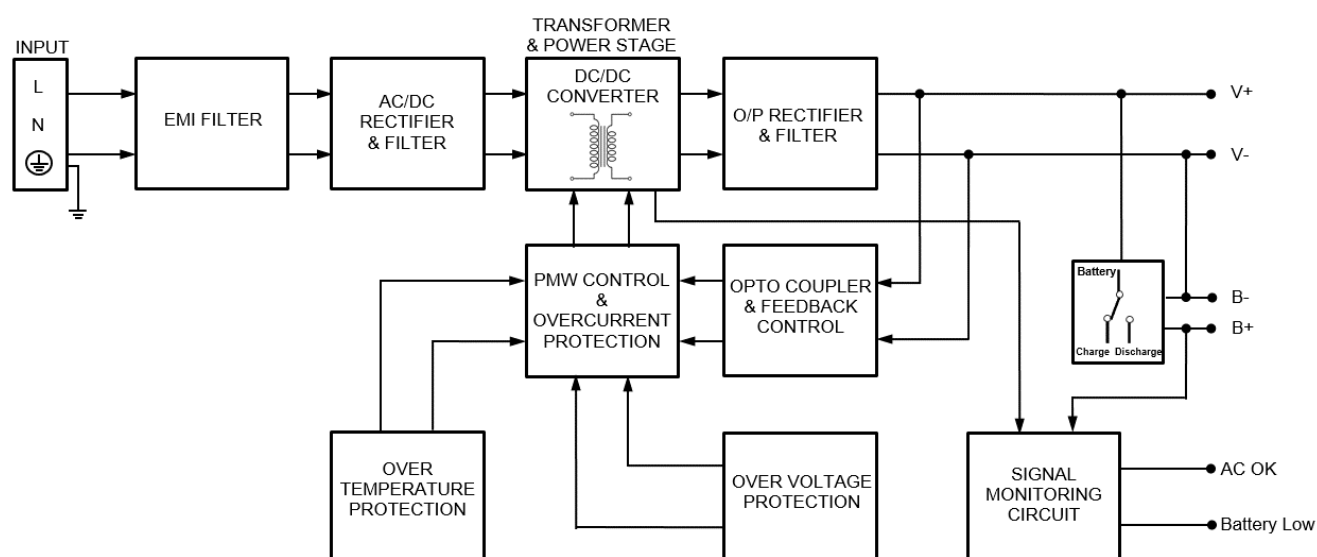 TRANSFORMER
& POWER STAGE
INPUT
L
N
EMI FILTER
AC/DC
RECTIFIER
& FILTER
DC/DC
CONVERTER
O/P RECTIFIER
& FILTER
V+
V-
PMW CONTROL
&
OVERCURRENT
PROTECTION
OPTO COUPLER
& FEEDBACK
CONTROL
Battery
Charge Discharge
B-
B+
OVER
TEMPERATURE
PROTECTION
OVER VOLTAGE
PROTECTION
SIGNAL
MONITORING
CIRCUIT
AC OK
Battery Low